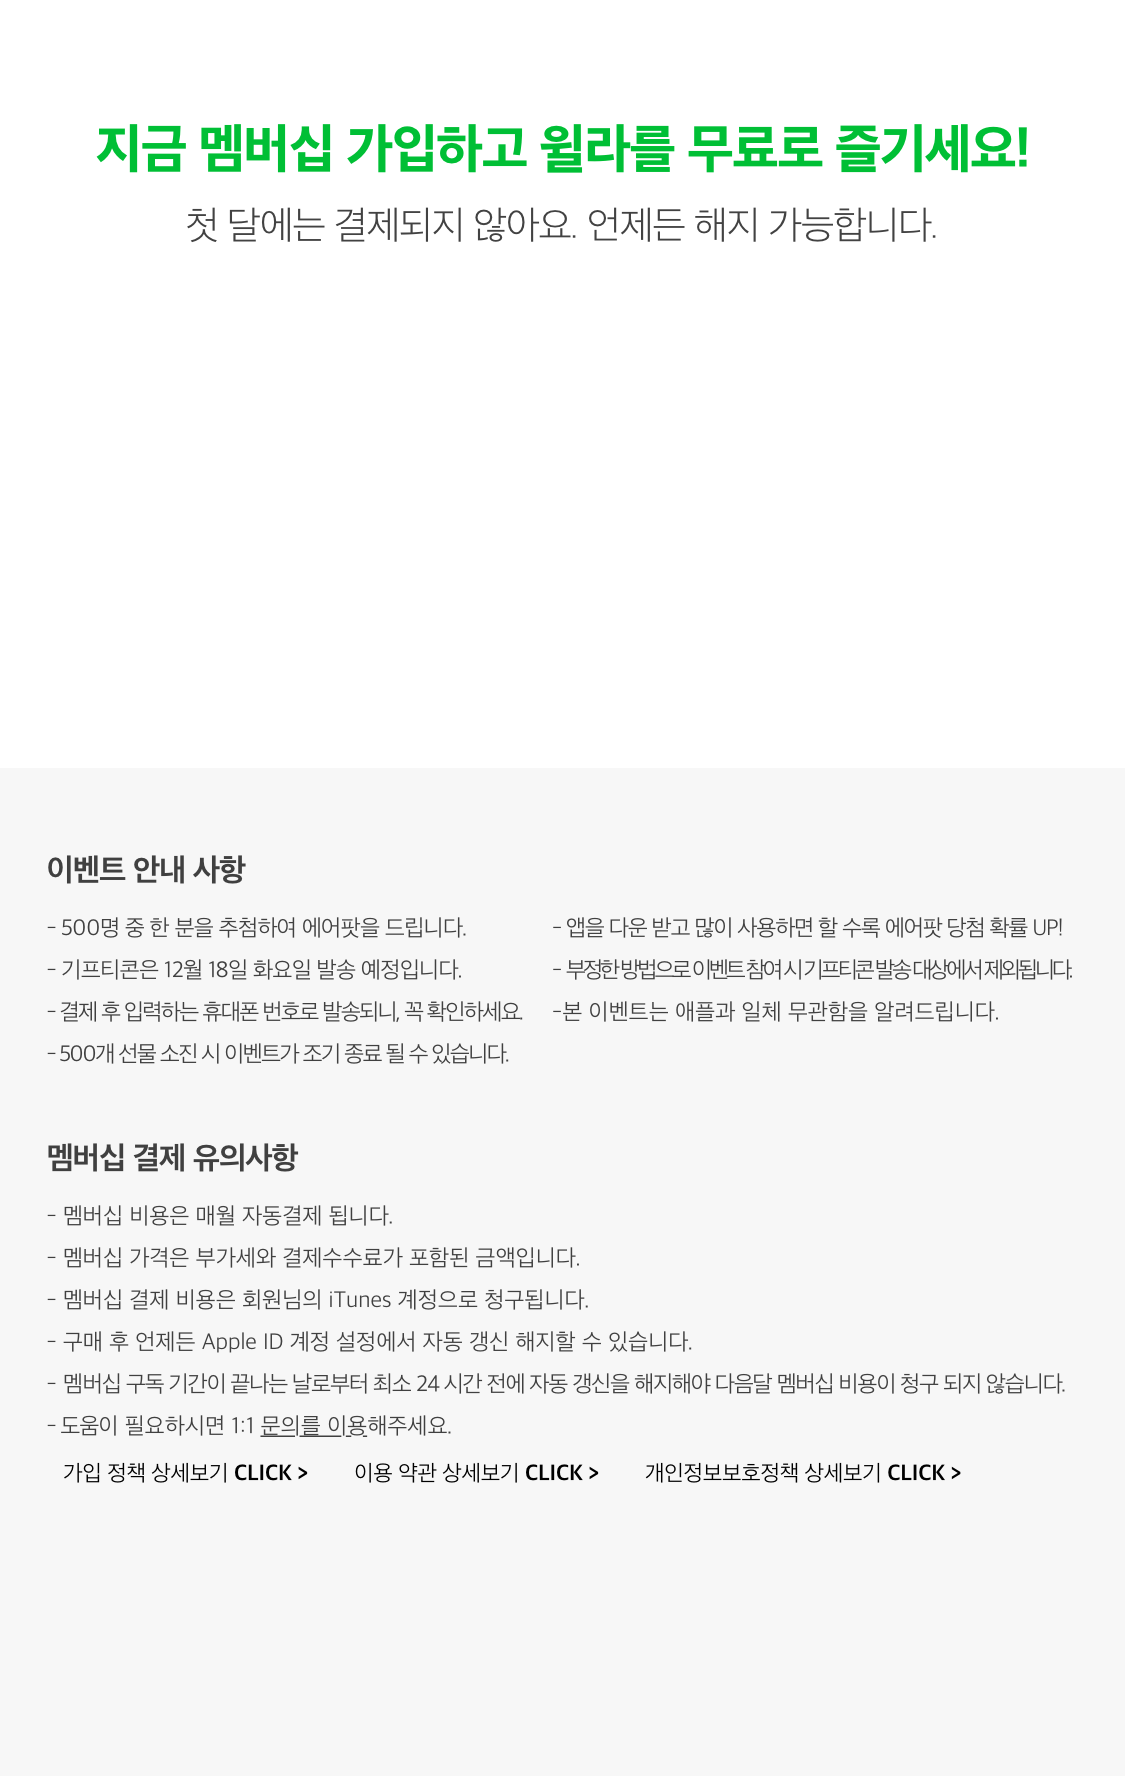 지금 멤버십 가입하고 윌라를 무료로 즐기세요!
첫 달에는 결제되지 않아요. 언제든 해지 가능합니다.
이벤트 안내 사항
- 500명 중 한 분을 추첨하여 에어팟을 드립니다.
- 기프티콘은 12월 18일 화요일 발송 예정입니다.
- 결제 후 입력하는 휴대폰 번호로 발송되니, 꼭 확인하세요.
- 500개 선물 소진 시 이벤트가 조기 종료 될 수 있습니다.
- 앱을 다운 받고 많이 사용하면 할 수록 에어팟 당첨 확률 UP!
- 부정한 방법으로 이벤트 참여 시 기프티콘 발송 대상에서 제외됩니다.
-본 이벤트는 애플과 일체 무관함을 알려드립니다.
멤버십 결제 유의사항
- 멤버십 비용은 매월 자동결제 됩니다.
- 멤버십 가격은 부가세와 결제수수료가 포함된 금액입니다.
- 멤버십 결제 비용은 회원님의 iTunes 계정으로 청구됩니다.
- 구매 후 언제든 Apple ID 계정 설정에서 자동 갱신 해지할 수 있습니다.
- 멤버십 구독 기간이 끝나는 날로부터 최소 24 시간 전에 자동 갱신을 해지해야 다음달 멤버십 비용이 청구 되지 않습니다.
- 도움이 필요하시면 1:1 문의를 이용해주세요.
가입 정책 상세보기 CLICK > 이용 약관 상세보기 CLICK > 개인정보보호정책 상세보기 CLICK >